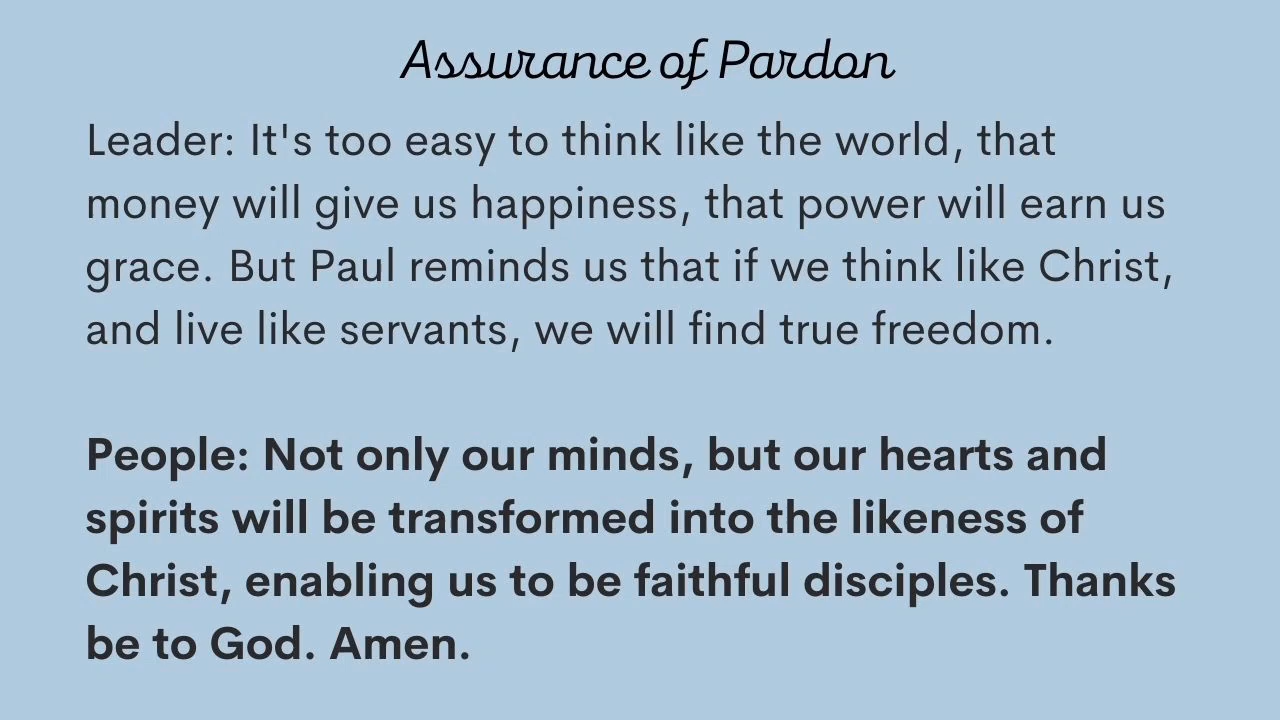 Assurance of Pardon
Leader: It's too easy to think like the world, that
money will give us happiness, that power will earn us
grace. But Paul reminds us that if we think like Christ,
and live like servants, we will find true freedom.
People: Not only our minds, but our hearts and
spirits will be transformed into the likeness of
Christ, enabling us to be faithful disciples. Thanks
be to God. Amen.